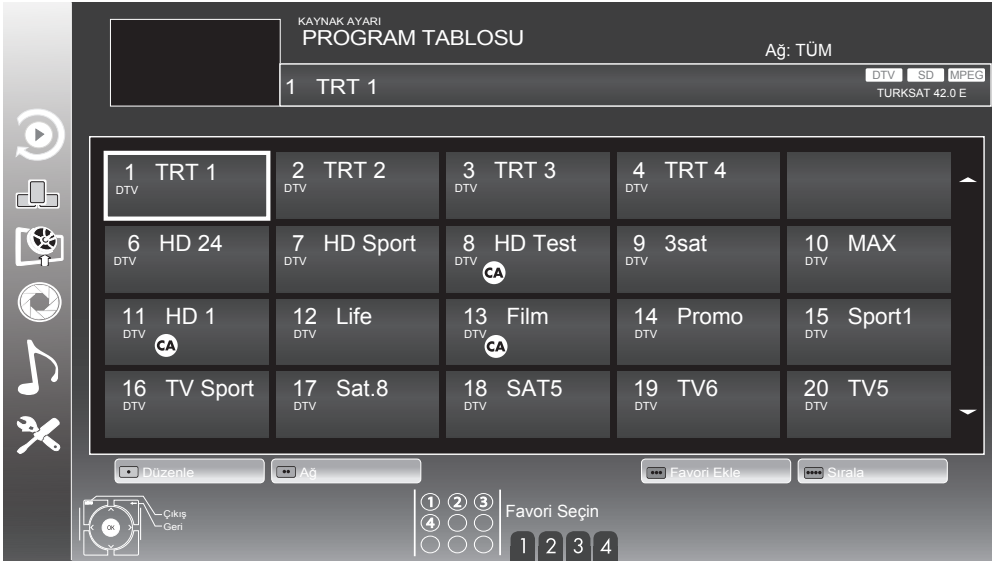 KAYNAK AYARI
PROGRAM TABLOSU
Ağ: TÜM
1 TRT 1
DTV SD MPEG
TURKSAT 42.0 E
1 TRT 1
DTV
2 TRT 2
DTV
3 TRT 3
DTV
4 TRT 4
DTV
6 HD 24
DTV
7 HD Sport
DTV
8 HD Test
DTV
CA
9 3sat
DTV
10 MAX
DTV
11 HD 1
DTV
CA
12 Life
DTV
13 Film
DTV
CA
14 Promo
DTV
15 Sport1
DTV
16 TV Sport
DTV
17 Sat.8
DTV
18 SAT5
DTV
19 TV6
DTV
20 TV5
DTV
Düzenle
Ağ
Favori Ekle
Sırala
OK
Çıkış
Geri
1 2 3
4
Favori Seçin
1 2 3 4